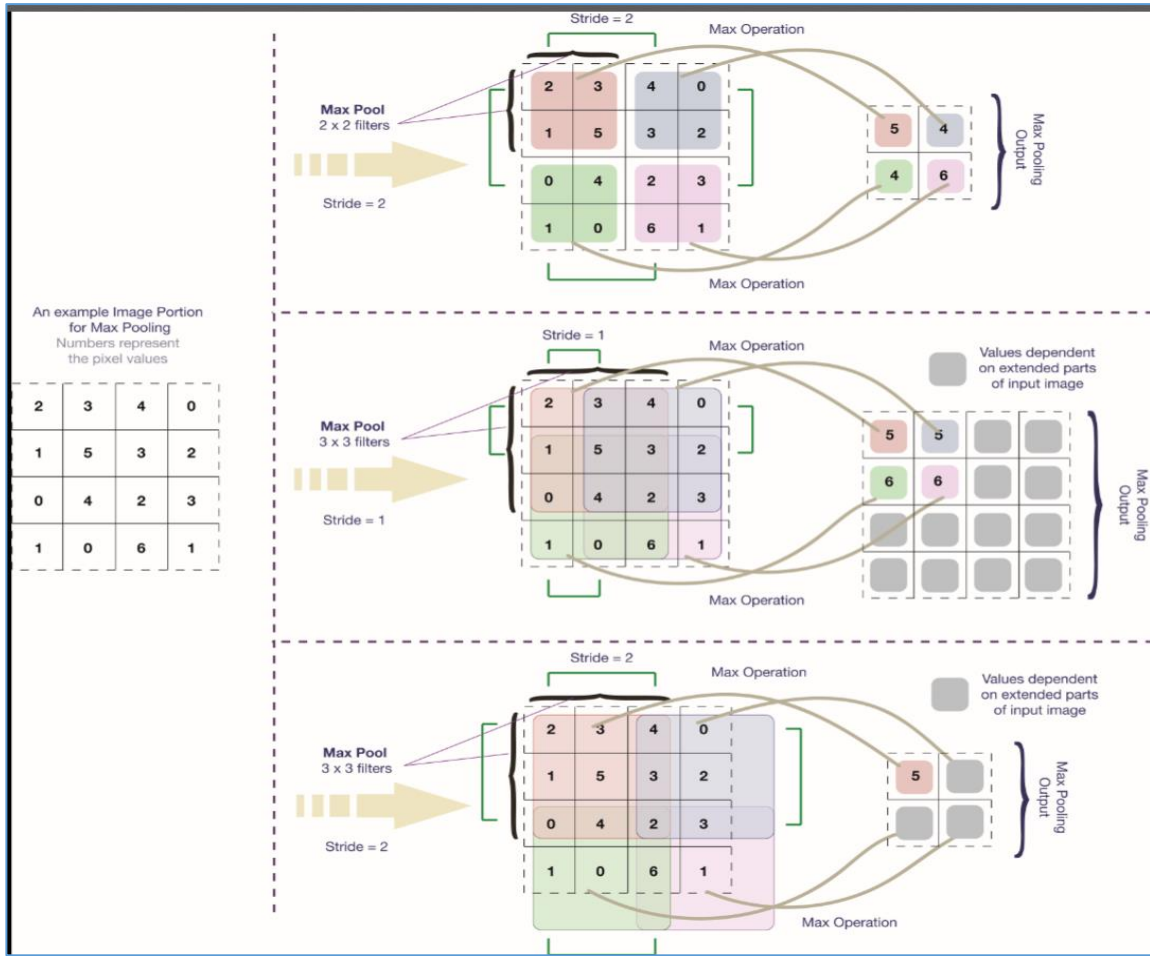 An example Image Portion
for Max Pooling
Numbers represent
the pixel values
2 3 4 0
1 5 3 2
0 4 2 3
1 0 6 1
Stride = 2
Max Operation
Max Pool
2 x 2 filters
Stride = 2
2 3 4 0
1 5 3 2
0 4 2 3
1 0 6 1
5 4
4 6
Max Pooling
Output
Max Operation
Stride = 1
Max Operation
Values dependent
on extended parts
of input image
Max Pool
3 x 3 filters
Stride = 1
2 3 4 0
1 5 3 2
0 4 2 3
1 0 6 1
5 5
6 6
Max Pooling
Output
Max Operation
Stride = 2
Max Operation
Values dependent
on extended parts
of input image
Max Pool
3 x 3 filters
Stride = 2
2 3 4 0
1 5 3 2
0 4 2 3
1 0 6 1
5
Max Pooling
Output
Max Operation